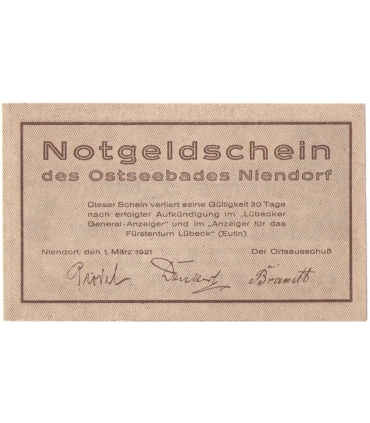 Notgeldschein
des Ostseebades Niendorf
Dieser Schein verliert seine Gültigkeit 30 Tage
nach erfolgter Aufkündigung im „Lübecker
General-Anzeiger" und im „Anzeiger für das
Fürstentum Lübeck" (Eutin)
Niendorf, den 1. März 1921 Der Ortsausschuß
Brandt